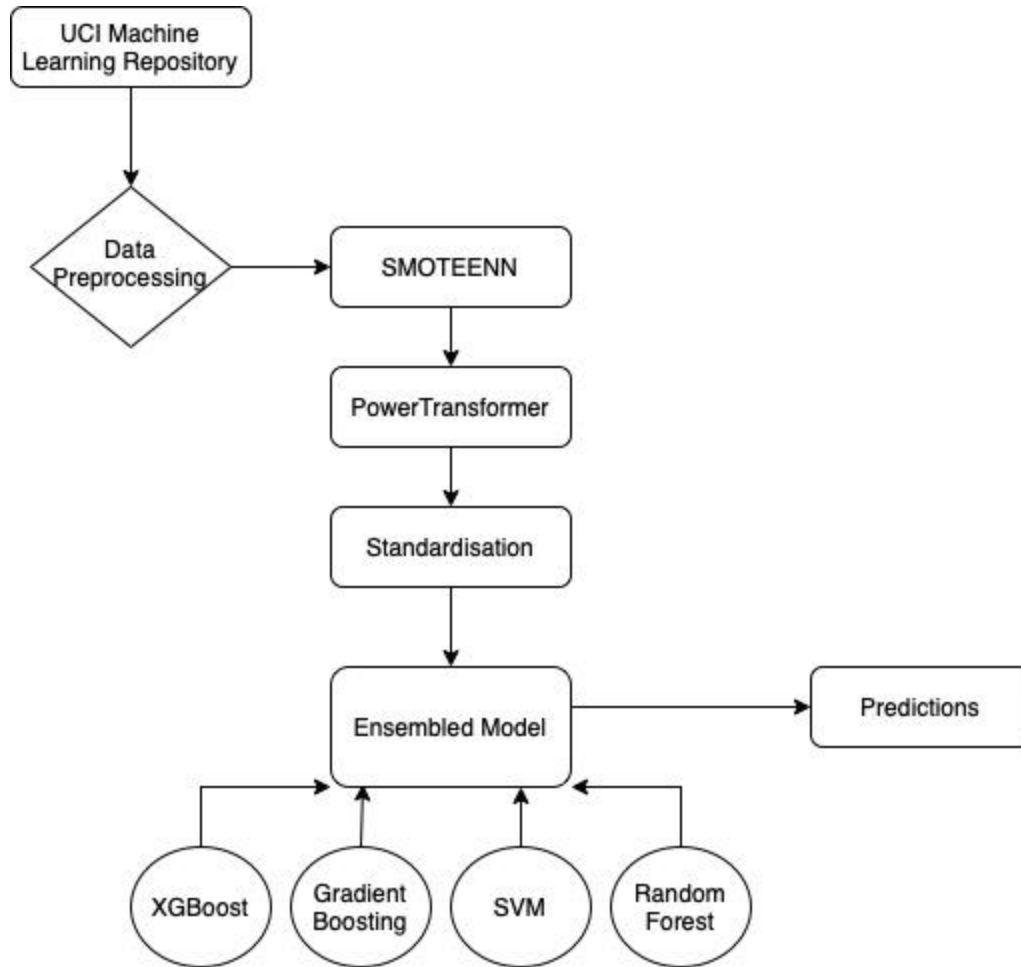 UCI Machine
Learning Repository
Data
Preprocessing
SMOTEENN
PowerTransformer
Standardisation
Ensembled Model
Predictions
XGBoost
Gradient
Boosting
SVM
Random
Forest